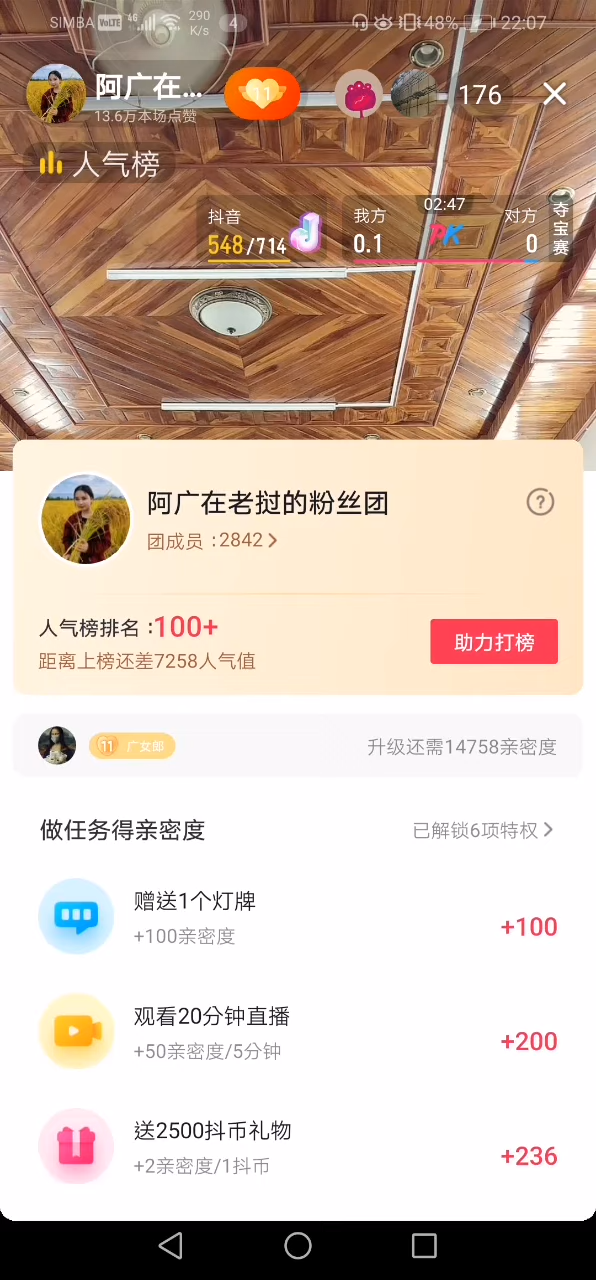 SIMBA VoLTE 4G 290 K/s 4 48% 22:07
阿广在... 11 176
13.6万本场点赞
人气榜
抖音 548/714
我方 02:47 对方
0.1 PK 0
夺宝赛
阿广在老挝的粉丝团
团成员：2842
人气榜排名：100+
距离上榜还差7258人气值
助力打榜
11 广女郎 升级还需14758亲密度
做任务得亲密度 已解锁6项特权
赠送1个灯牌
+100亲密度
+100
观看20分钟直播
+50亲密度/5分钟
+200
送2500抖币礼物
+2亲密度/1抖币
+236